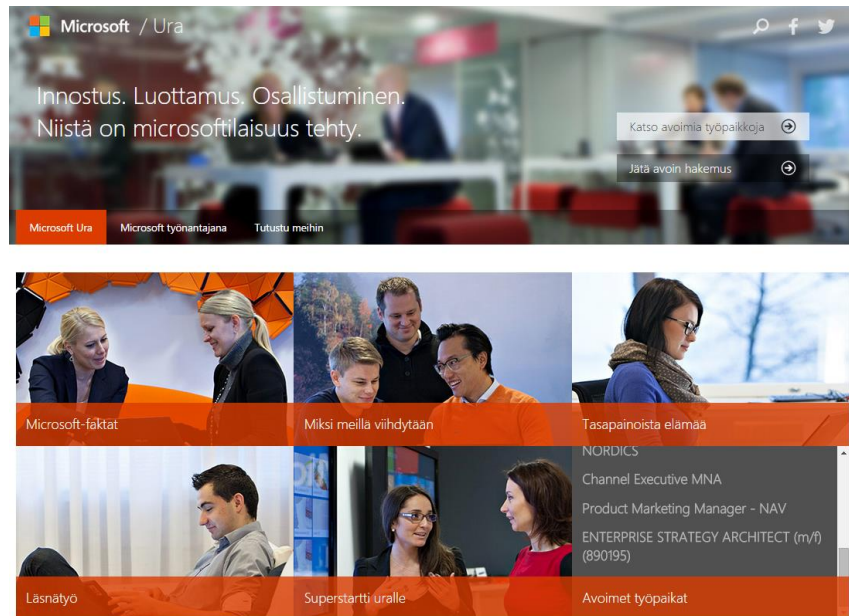 Microsoft / Ura
Innostus. Luottamus. Osallistuminen.
Niistä on microsoftilaisuus tehty.
Katso avoimia työpaikkoja
Jätä avoin hakemus
Microsoft Ura
Microsoft työnantajana
Tutustu meihin
Microsoft-faktat
Miksi meillä viihdytään
Tasapainoista elämää
NORDICS
Channel Executive MNA
Product Marketing Manager - NAV
ENTERPRISE STRATEGY ARCHITECT (m/f)
(890195)
Läsnätyö
Superstartti uralle
Avoimet työpaikat